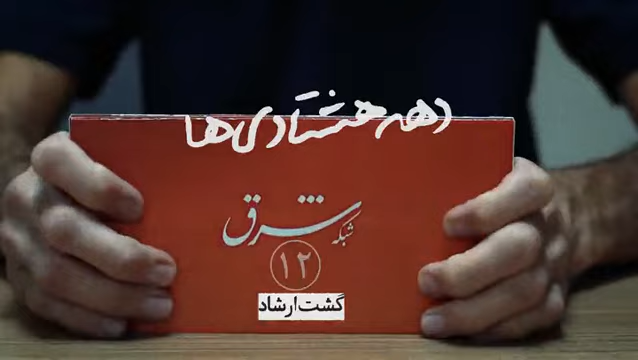 دهه هشتادی‌ها
شبکه شرق
۱۲
گشت ارشاد